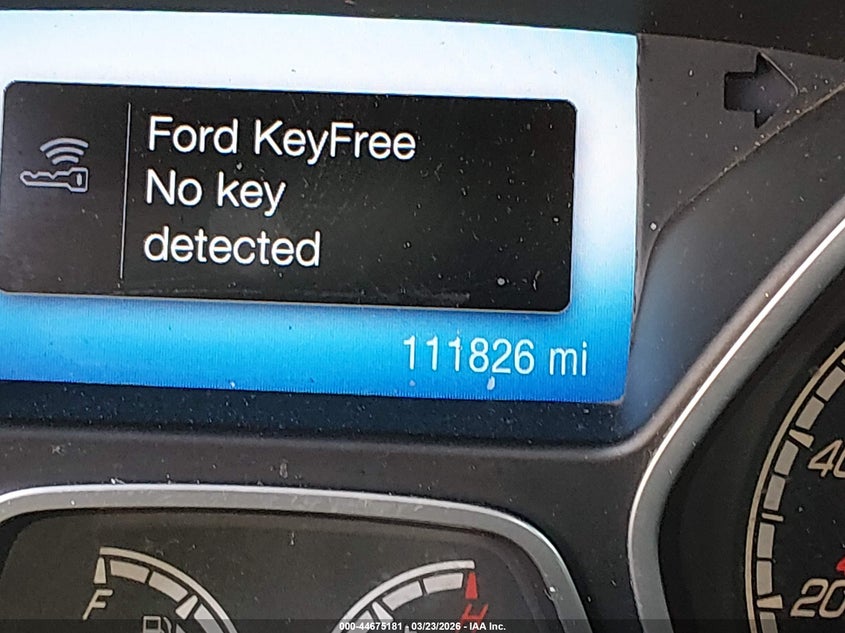 Ford KeyFree
No key
detected
111826 mi
F
H
40
20
000-44675181 - 03/23/2026 - IAA Inc.